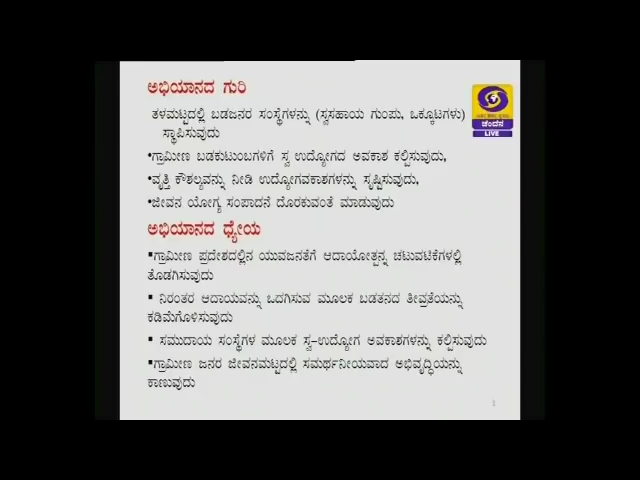 ಅಭಿಯಾನದ ಗುರಿ
ತಳಮಟ್ಟದಲ್ಲಿ ಬಡಜನರ ಸಂಸ್ಥೆಗಳನ್ನು (ಸ್ವಸಹಾಯ ಗುಂಪು, ಒಕ್ಕೂಟಗಳು)
ಸ್ಥಾಪಿಸುವುದು
•ಗ್ರಾಮೀಣ ಬಡಕುಟುಂಬಗಳಿಗೆ ಸ್ವ ಉದ್ಯೋಗದ ಅವಕಾಶ ಕಲ್ಪಿಸುವುದು,
•ವೃತ್ತಿ ಕೌಶಲ್ಯವನ್ನು ನೀಡಿ ಉದ್ಯೋಗವಕಾಶಗಳನ್ನು ಸೃಷ್ಟಿಸುವುದು,
•ಜೀವನ ಯೋಗ್ಯ ಸಂಪಾದನೆ ದೊರಕುವಂತೆ ಮಾಡುವುದು
ಅಭಿಯಾನದ ಧ್ಯೇಯ
▪ಗ್ರಾಮೀಣ ಪ್ರದೇಶದಲ್ಲಿನ ಯುವಜನತೆಗೆ ಆದಾಯೋತ್ಪನ್ನ ಚಟುವಟಿಕೆಗಳಲ್ಲಿ
ತೊಡಗಿಸುವುದು
▪ ನಿರಂತರ ಆದಾಯವನ್ನು ಒದಗಿಸುವ ಮೂಲಕ ಬಡತನದ ತೀವ್ರತೆಯನ್ನು
ಕಡಿಮೆಗೊಳಿಸುವುದು
▪ ಸಮುದಾಯ ಸಂಸ್ಥೆಗಳ ಮೂಲಕ ಸ್ವ-ಉದ್ಯೋಗ ಅವಕಾಶಗಳನ್ನು ಕಲ್ಪಿಸುವುದು
▪ಗ್ರಾಮೀಣ ಜನರ ಜೀವನಮಟ್ಟದಲ್ಲಿ ಸಮರ್ಥನೀಯವಾದ ಅಭಿವೃದ್ಧಿಯನ್ನು
ಕಾಣುವುದು
ಚಂದನ
LIVE